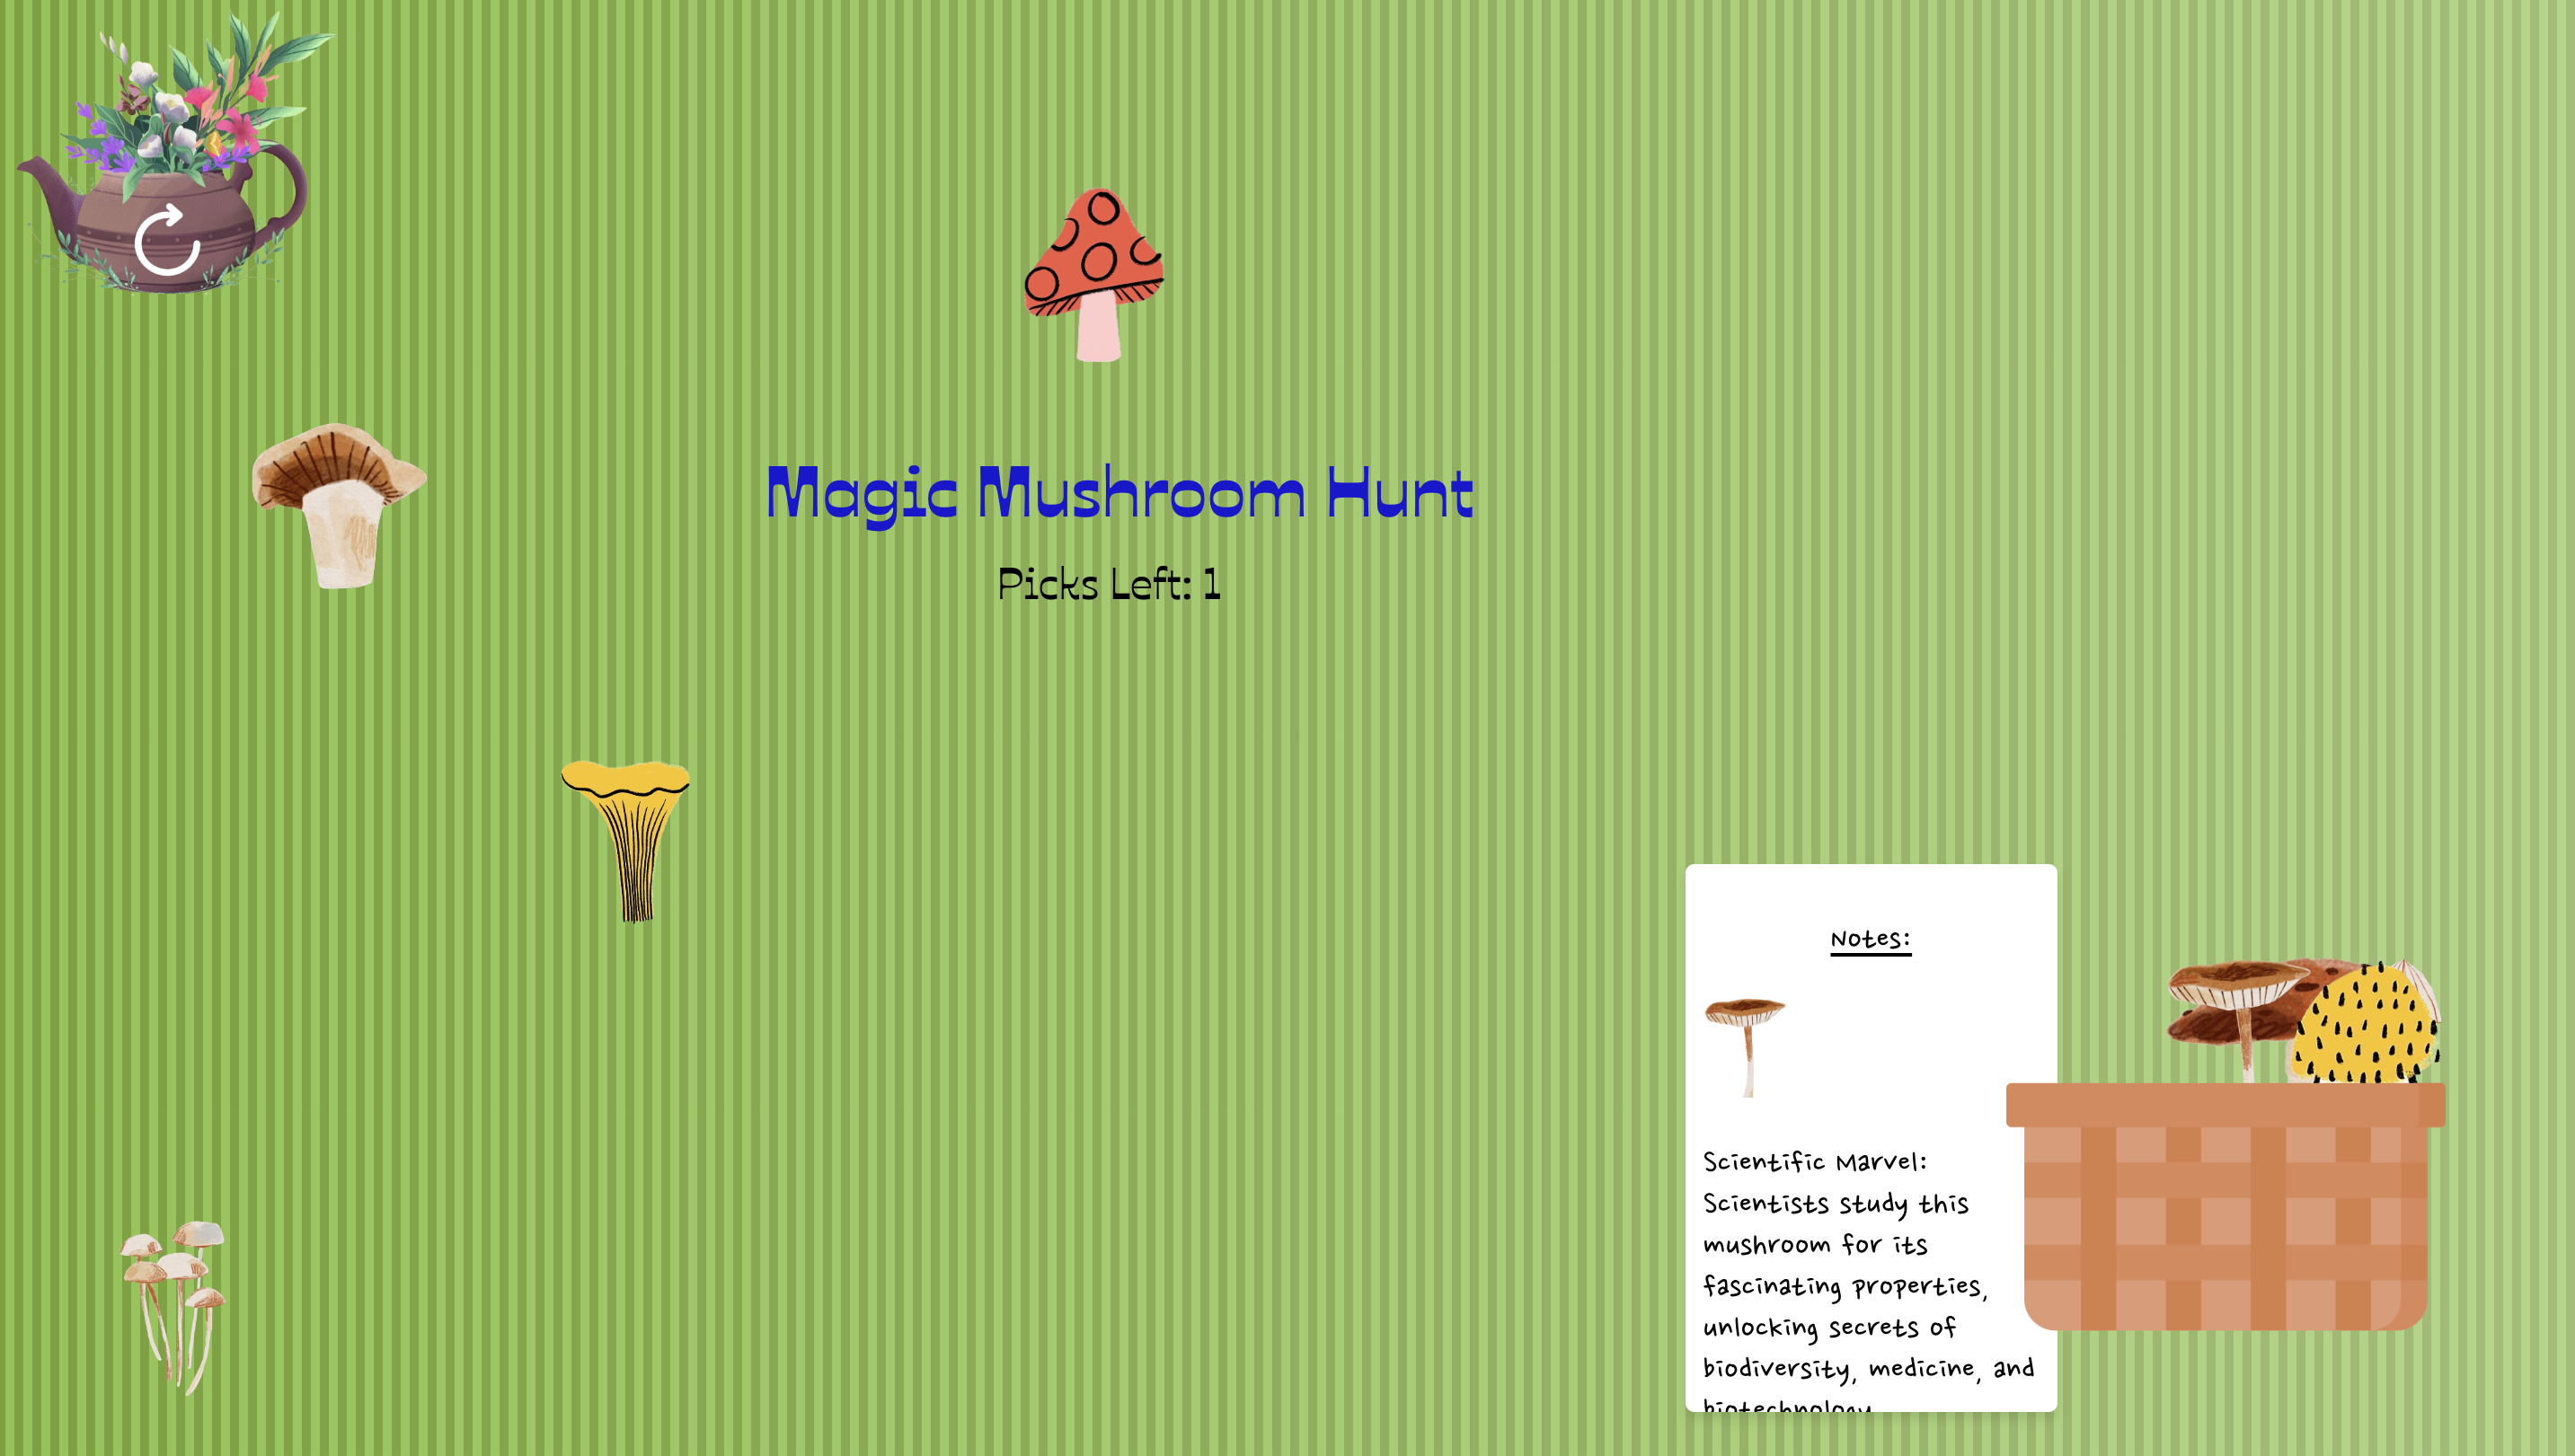 Magic Mushroom Hunt
Picks Left: 1
Notes:
Scientific Marvel:
Scientists study this
mushroom for its
fascinating properties,
unlocking secrets of
biodiversity, medicine, and
biotechnology